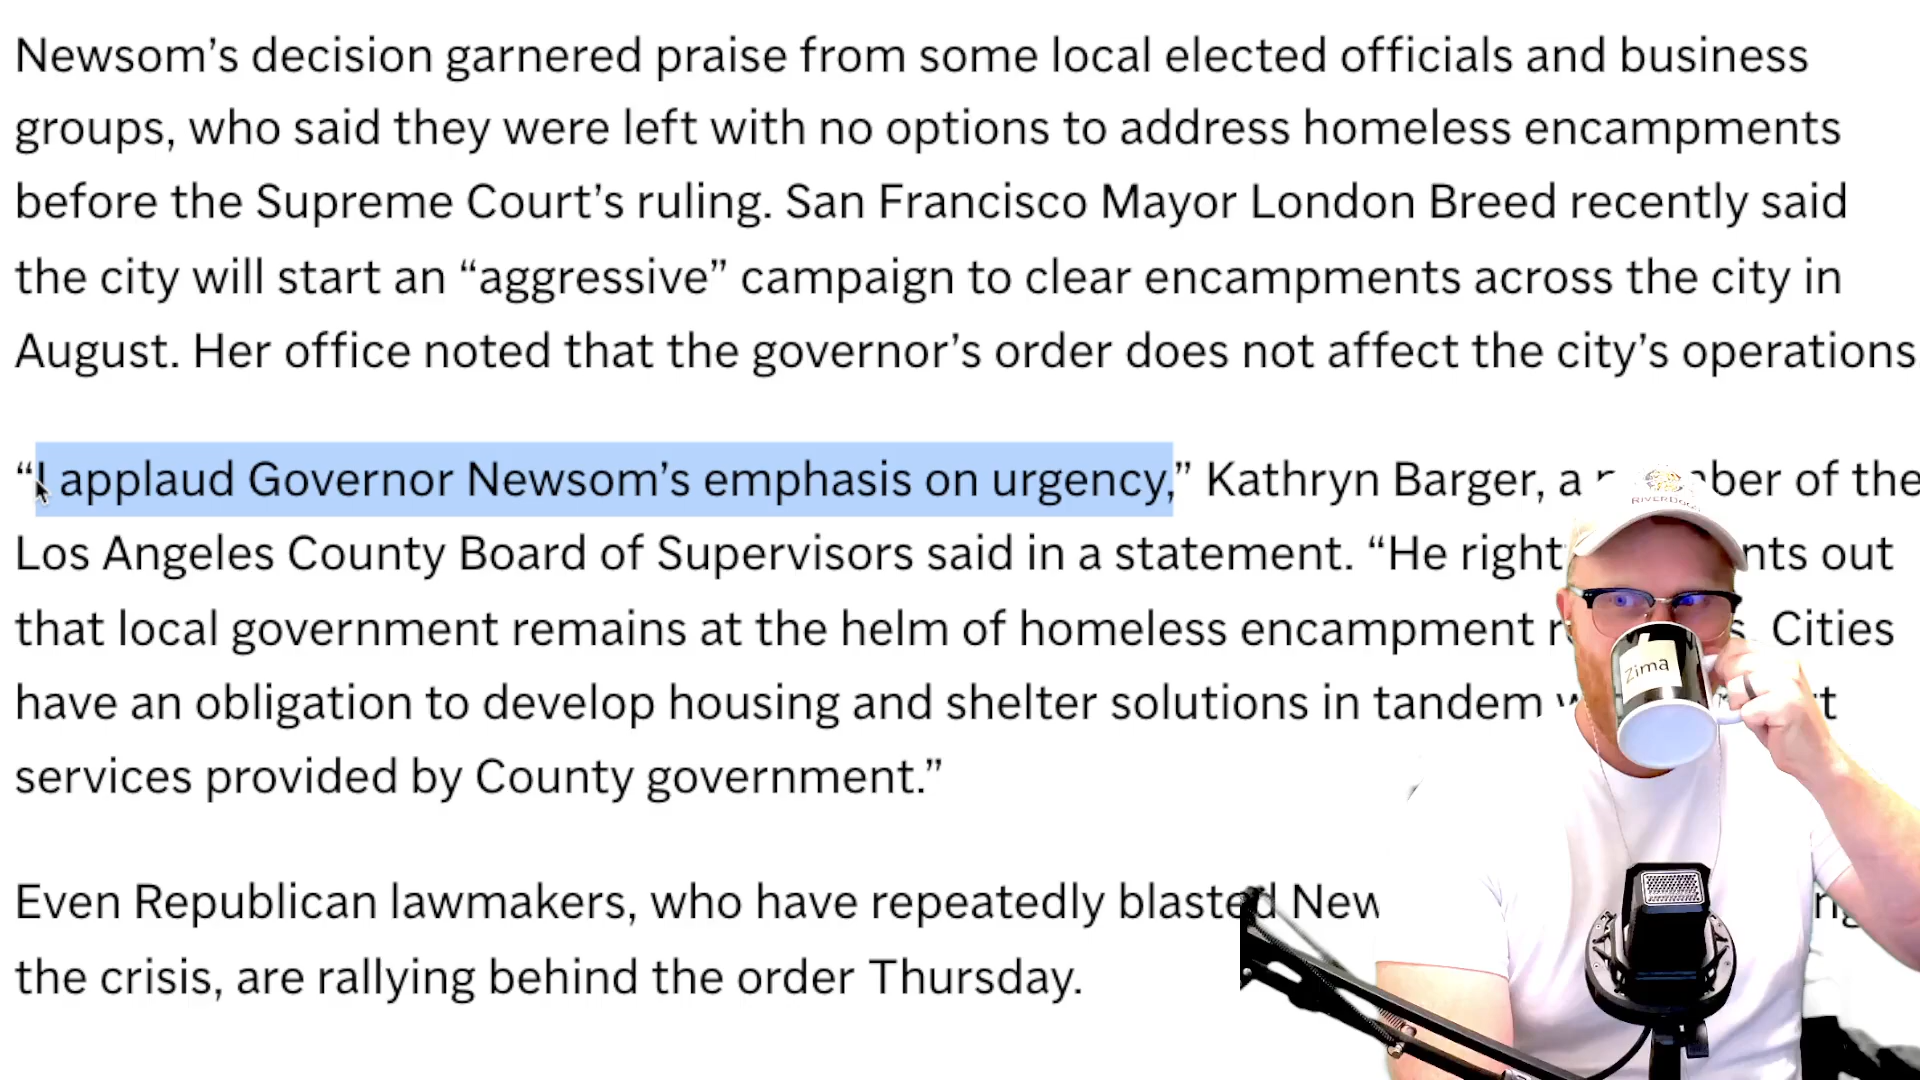 Newsom’s decision garnered praise from some local elected officials and business
groups, who said they were left with no options to address homeless encampments
before the Supreme Court’s ruling. San Francisco Mayor London Breed recently said
the city will start an “aggressive” campaign to clear encampments across the city in
August. Her office noted that the governor’s order does not affect the city’s operations.
“I applaud Governor Newsom’s emphasis on urgency,” Kathryn Barger, a of the
Los Angeles County Board of Supervisors said in a statement. “He out
that local government remains at the helm of homeless encampment Cities
have an obligation to develop housing and shelter solutions in tandem
services provided by County government.”
Even Republican lawmakers, who have repeatedly blasted
the crisis, are rallying behind the order Thursday.
RIVERDOGS
Zima